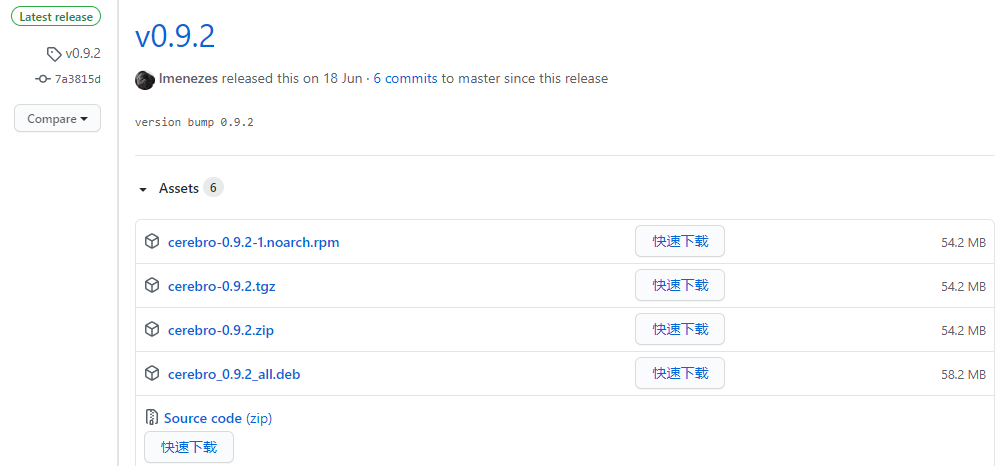 Latest release
v0.9.2
7a3815d
Compare
v0.9.2
lmenezes released this on 18 Jun · 6 commits to master since this release
version bump 0.9.2
Assets 6
cerebro-0.9.2-1.noarch.rpm 快速下载 54.2 MB
cerebro-0.9.2.tgz 快速下载 54.2 MB
cerebro-0.9.2.zip 快速下载 54.2 MB
cerebro_0.9.2_all.deb 快速下载 58.2 MB
Source code (zip)
快速下载